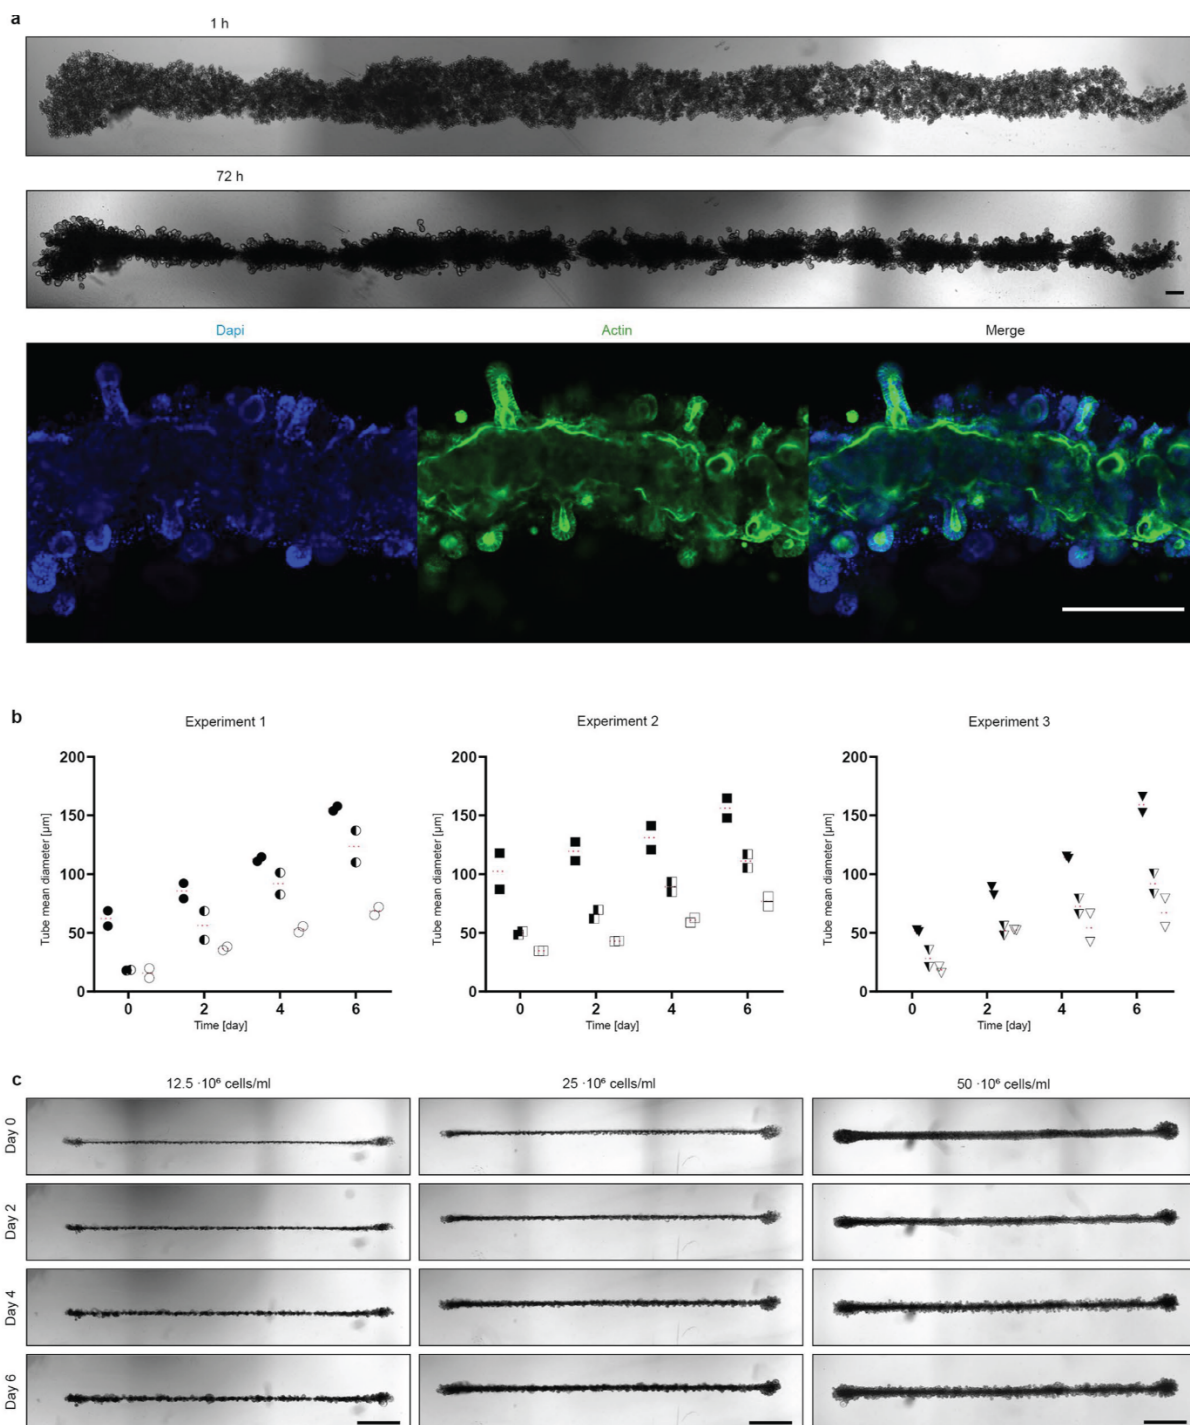 a
1 h
72 h
Dapi Actin Merge
b
Experiment 1 Experiment 2 Experiment 3
200 200 200
150 150 150
100 100 100
50 50 50
0 0 0
Tube mean diameter [µm] Tube mean diameter [µm] Tube mean diameter [µm]
0 2 4 6 0 2 4 6 0 2 4 6
Time [day] Time [day] Time [day]
c
12.5 ·10⁶ cells/ml 25 ·10⁶ cells/ml 50 ·10⁶ cells/ml
Day 0
Day 2
Day 4
Day 6